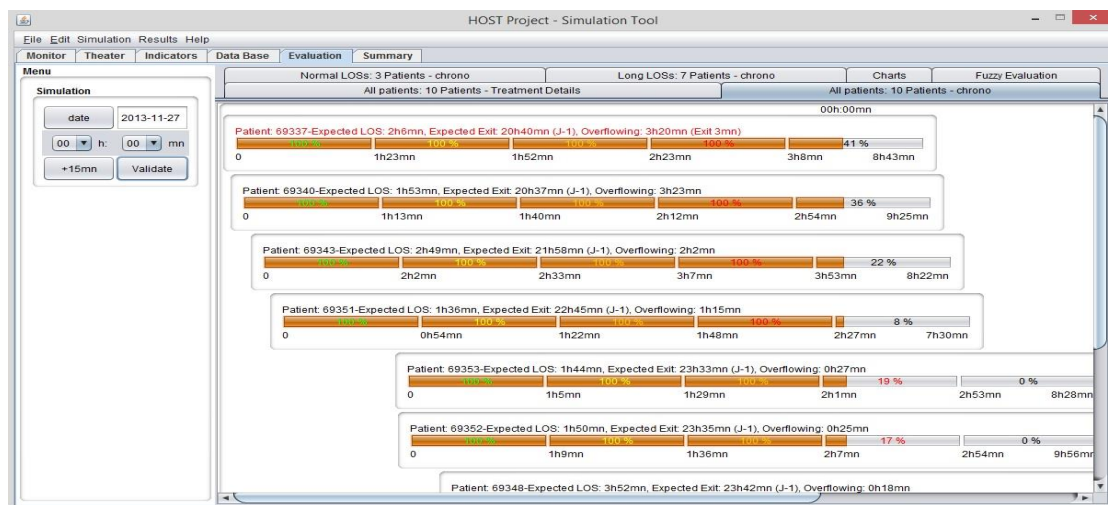 HOST Project - Simulation Tool
File Edit Simulation Results Help
Monitor Theater Indicators Data Base Evaluation Summary
Menu
Simulation
date 2013-11-27
00 h: 00 mn
+15mn Validate
Normal LOSs: 3 Patients - chrono Long LOSs: 7 Patients - chrono Charts Fuzzy Evaluation
All patients: 10 Patients - Treatment Details All patients: 10 Patients - chrono
00h:00mn
Patient: 69337-Expected LOS: 2h6mn, Expected Exit: 20h40mn (J-1), Overflowing: 3h20mn (Exit 3mn)
100 % 100 % 100 % 100 % 41 %
0 1h23mn 1h52mn 2h23mn 3h8mn 8h43mn
Patient: 69340-Expected LOS: 1h53mn, Expected Exit: 20h37mn (J-1), Overflowing: 3h23mn
100 % 100 % 100 % 100 % 36 %
0 1h13mn 1h40mn 2h12mn 2h54mn 9h25mn
Patient: 69343-Expected LOS: 2h49mn, Expected Exit: 21h58mn (J-1), Overflowing: 2h2mn
100 % 100 % 100 % 100 % 22 %
0 2h2mn 2h33mn 3h7mn 3h53mn 8h22mn
Patient: 69351-Expected LOS: 1h36mn, Expected Exit: 22h45mn (J-1), Overflowing: 1h15mn
100 % 100 % 100 % 100 % 8 %
0 0h54mn 1h22mn 1h48mn 2h27mn 7h30mn
Patient: 69353-Expected LOS: 1h44mn, Expected Exit: 23h33mn (J-1), Overflowing: 0h27mn
100 % 100 % 100 % 19 % 0 %
0 1h5mn 1h29mn 2h1mn 2h53mn 8h28mn
Patient: 69352-Expected LOS: 1h50mn, Expected Exit: 23h35mn (J-1), Overflowing: 0h25mn
100 % 100 % 100 % 17 % 0 %
0 1h9mn 1h36mn 2h7mn 2h54mn 9h56mn
Patient: 69348-Expected LOS: 3h52mn, Expected Exit: 23h42mn (J-1), Overflowing: 0h18mn